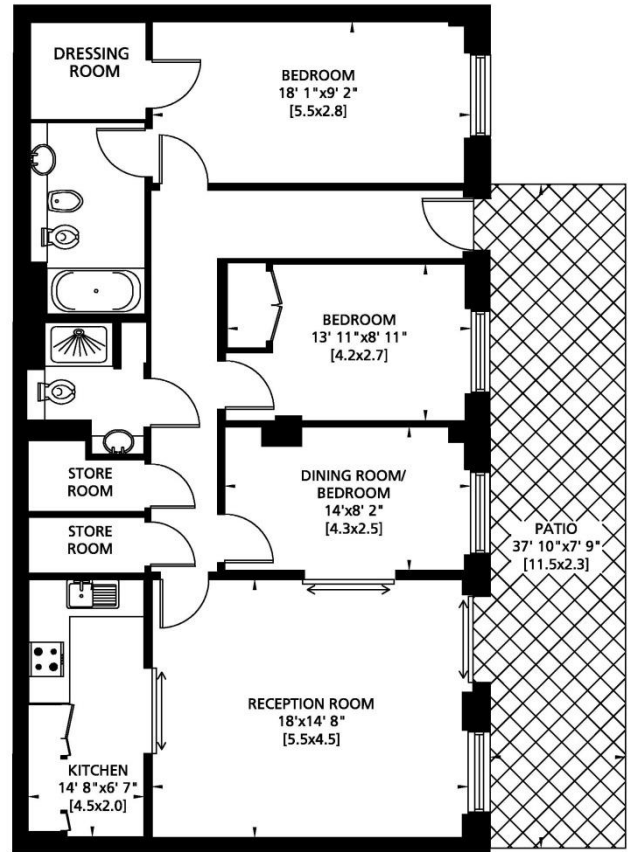 DRESSING
ROOM
BEDROOM
18' 1"x9' 2"
[5.5x2.8]
BEDROOM
13' 11"x8' 11"
[4.2x2.7]
DINING ROOM/
BEDROOM
14'x8' 2"
[4.3x2.5]
STORE
ROOM
STORE
ROOM
PATIO
37' 10"x7' 9"
[11.5x2.3]
RECEPTION ROOM
18'x14' 8"
[5.5x4.5]
KITCHEN
14' 8"x6' 7"
[4.5x2.0]